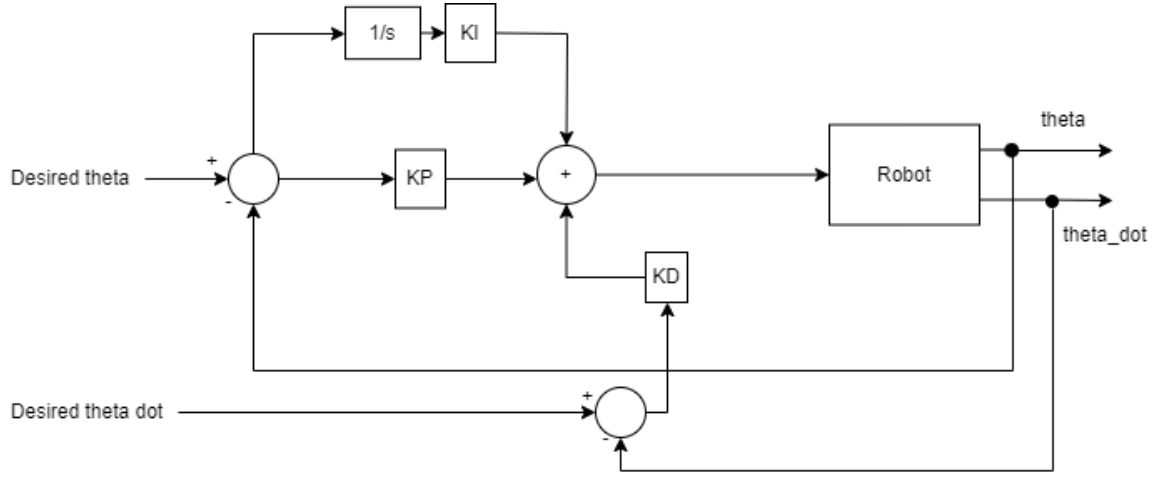 1/s
KI
theta
+
Desired theta
KP
+
Robot
-
theta_dot
KD
+
Desired theta dot
-